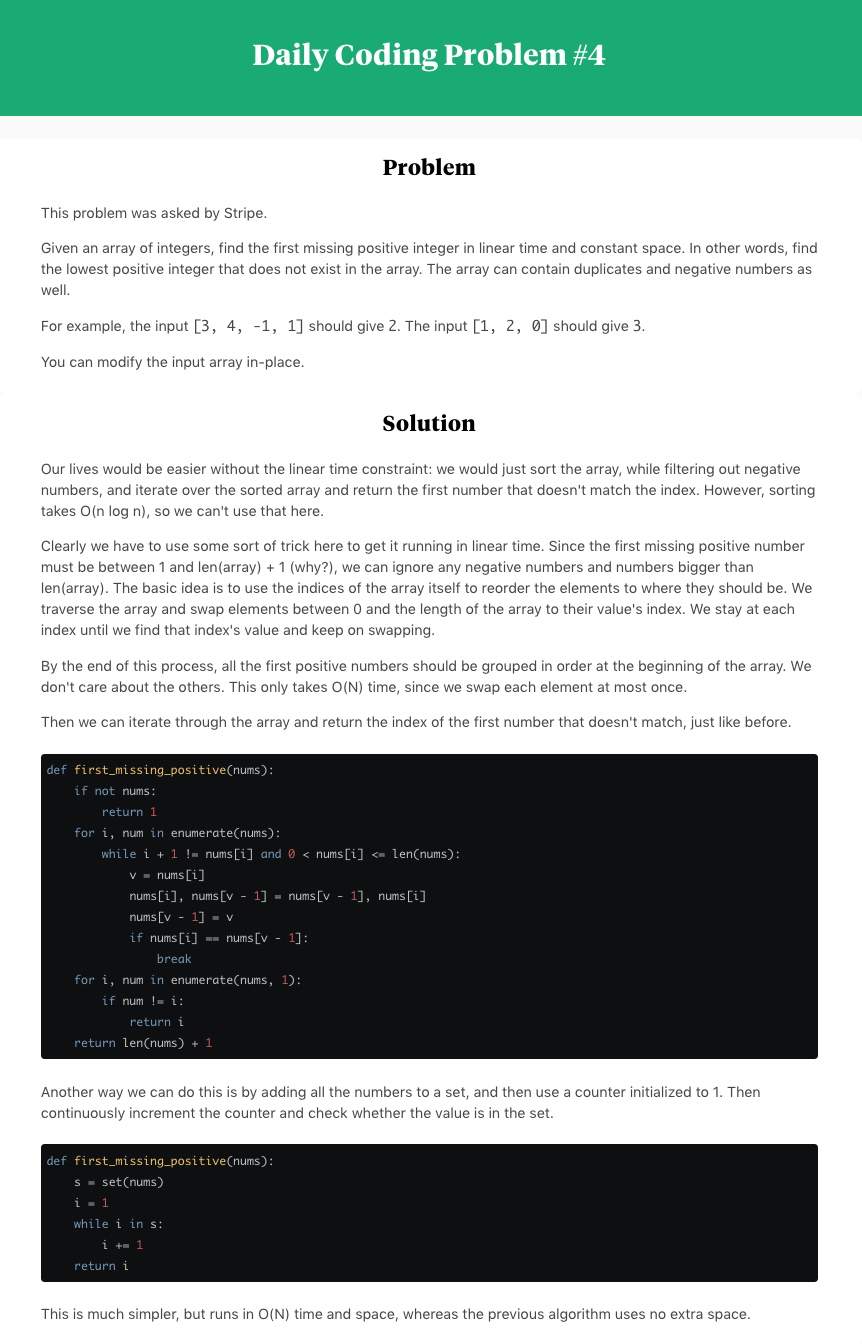 Daily Coding Problem #4
Problem
This problem was asked by Stripe.
Given an array of integers, find the first missing positive integer in linear time and constant space. In other words, find
the lowest positive integer that does not exist in the array. The array can contain duplicates and negative numbers as
well.
For example, the input [3, 4, -1, 1] should give 2. The input [1, 2, 0] should give 3.
You can modify the input array in-place.
Solution
Our lives would be easier without the linear time constraint: we would just sort the array, while filtering out negative
numbers, and iterate over the sorted array and return the first number that doesn't match the index. However, sorting
takes O(n log n), so we can't use that here.
Clearly we have to use some sort of trick here to get it running in linear time. Since the first missing positive number
must be between 1 and len(array) + 1 (why?), we can ignore any negative numbers and numbers bigger than
len(array). The basic idea is to use the indices of the array itself to reorder the elements to where they should be. We
traverse the array and swap elements between 0 and the length of the array to their value's index. We stay at each
index until we find that index's value and keep on swapping.
By the end of this process, all the first positive numbers should be grouped in order at the beginning of the array. We
don't care about the others. This only takes O(N) time, since we swap each element at most once.
Then we can iterate through the array and return the index of the first number that doesn't match, just like before.
def first_missing_positive(nums):
    if not nums:
        return 1
    for i, num in enumerate(nums):
        while i + 1 != nums[i] and 0 < nums[i] <= len(nums):
            v = nums[i]
            nums[i], nums[v - 1] = nums[v - 1], nums[i]
            nums[v - 1] = v
            if nums[i] == nums[v - 1]:
                break
    for i, num in enumerate(nums, 1):
        if num != i:
            return i
    return len(nums) + 1
Another way we can do this is by adding all the numbers to a set, and then use a counter initialized to 1. Then
continuously increment the counter and check whether the value is in the set.
def first_missing_positive(nums):
    s = set(nums)
    i = 1
    while i in s:
        i += 1
    return i
This is much simpler, but runs in O(N) time and space, whereas the previous algorithm uses no extra space.